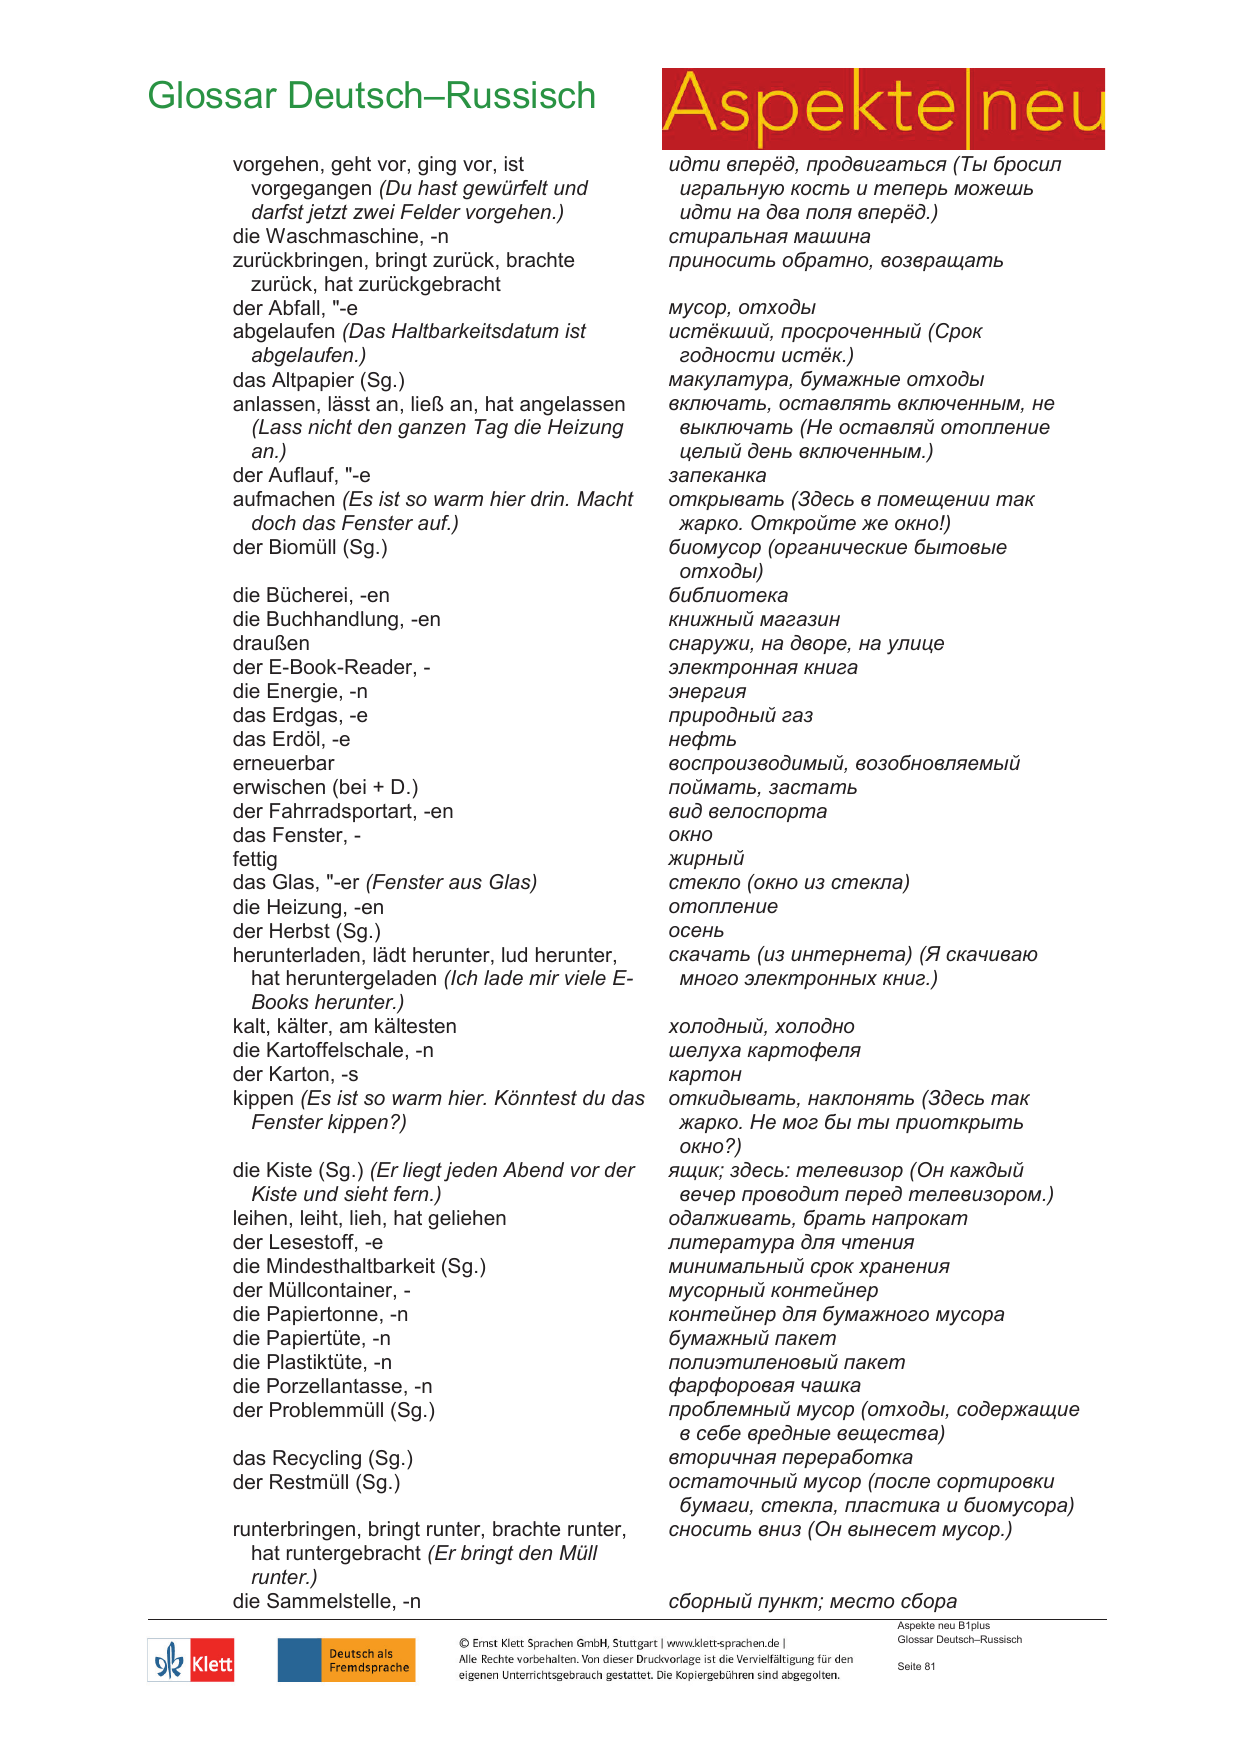 Glossar Deutsch–Russisch
Aspekte|neu
vorgehen, geht vor, ging vor, ist
vorgegangen (Du hast gewürfelt und
darfst jetzt zwei Felder vorgehen.)
идти вперёд, продвигаться (Ты бросил
игральную кость и теперь можешь
идти на два поля вперёд.)
die Waschmaschine, -n
стиральная машина
zurückbringen, bringt zurück, brachte
zurück, hat zurückgebracht
приносить обратно, возвращать
der Abfall, "-e
мусор, отходы
abgelaufen (Das Haltbarkeitsdatum ist
abgelaufen.)
истёкший, просроченный (Срок
годности истёк.)
das Altpapier (Sg.)
макулатура, бумажные отходы
anlassen, lässt an, ließ an, hat angelassen
(Lass nicht den ganzen Tag die Heizung
an.)
включать, оставлять включенным, не
выключать (Не оставляй отопление
целый день включенным.)
der Auflauf, "-e
запеканка
aufmachen (Es ist so warm hier drin. Macht
doch das Fenster auf.)
открывать (Здесь в помещении так
жарко. Откройте же окно!)
der Biomüll (Sg.)
биомусор (органические бытовые
отходы)
die Bücherei, -en
библиотека
die Buchhandlung, -en
книжный магазин
draußen
снаружи, на дворе, на улице
der E-Book-Reader, -
электронная книга
die Energie, -n
энергия
das Erdgas, -e
природный газ
das Erdöl, -e
нефть
erneuerbar
воспроизводимый, возобновляемый
erwischen (bei + D.)
поймать, застать
der Fahrradsportart, -en
вид велоспорта
das Fenster, -
окно
fettig
жирный
das Glas, "-er (Fenster aus Glas)
стекло (окно из стекла)
die Heizung, -en
отопление
der Herbst (Sg.)
осень
herunterladen, lädt herunter, lud herunter,
hat heruntergeladen (Ich lade mir viele E-
Books herunter.)
скачать (из интернета) (Я скачиваю
много электронных книг.)
kalt, kälter, am kältesten
холодный, холодно
die Kartoffelschale, -n
шелуха картофеля
der Karton, -s
картон
kippen (Es ist so warm hier. Könntest du das
Fenster kippen?)
откидывать, наклонять (Здесь так
жарко. Не мог бы ты приоткрыть
окно?)
die Kiste (Sg.) (Er liegt jeden Abend vor der
Kiste und sieht fern.)
ящик; здесь: телевизор (Он каждый
вечер проводит перед телевизором.)
leihen, leiht, lieh, hat geliehen
одалживать, брать напрокат
der Lesestoff, -e
литература для чтения
die Mindesthaltbarkeit (Sg.)
минимальный срок хранения
der Müllcontainer, -
мусорный контейнер
die Papiertonne, -n
контейнер для бумажного мусора
die Papiertüte, -n
бумажный пакет
die Plastiktüte, -n
полиэтиленовый пакет
die Porzellantasse, -n
фарфоровая чашка
der Problemmüll (Sg.)
проблемный мусор (отходы, содержащие
в себе вредные вещества)
das Recycling (Sg.)
вторичная переработка
der Restmüll (Sg.)
остаточный мусор (после сортировки
бумаги, стекла, пластика и биомусора)
runterbringen, bringt runter, brachte runter,
hat runtergebracht (Er bringt den Müll
runter.)
сносить вниз (Он вынесет мусор.)
die Sammelstelle, -n
сборный пункт; место сбора
Klett
Deutsch als
Fremdsprache
© Ernst Klett Sprachen GmbH, Stuttgart | www.klett-sprachen.de |
Alle Rechte vorbehalten. Von dieser Druckvorlage ist die Vervielfältigung für den
eigenen Unterrichtsgebrauch gestattet. Die Kopiergebühren sind abgegolten.
Aspekte neu B1plus
Glossar Deutsch–Russisch
Seite 81